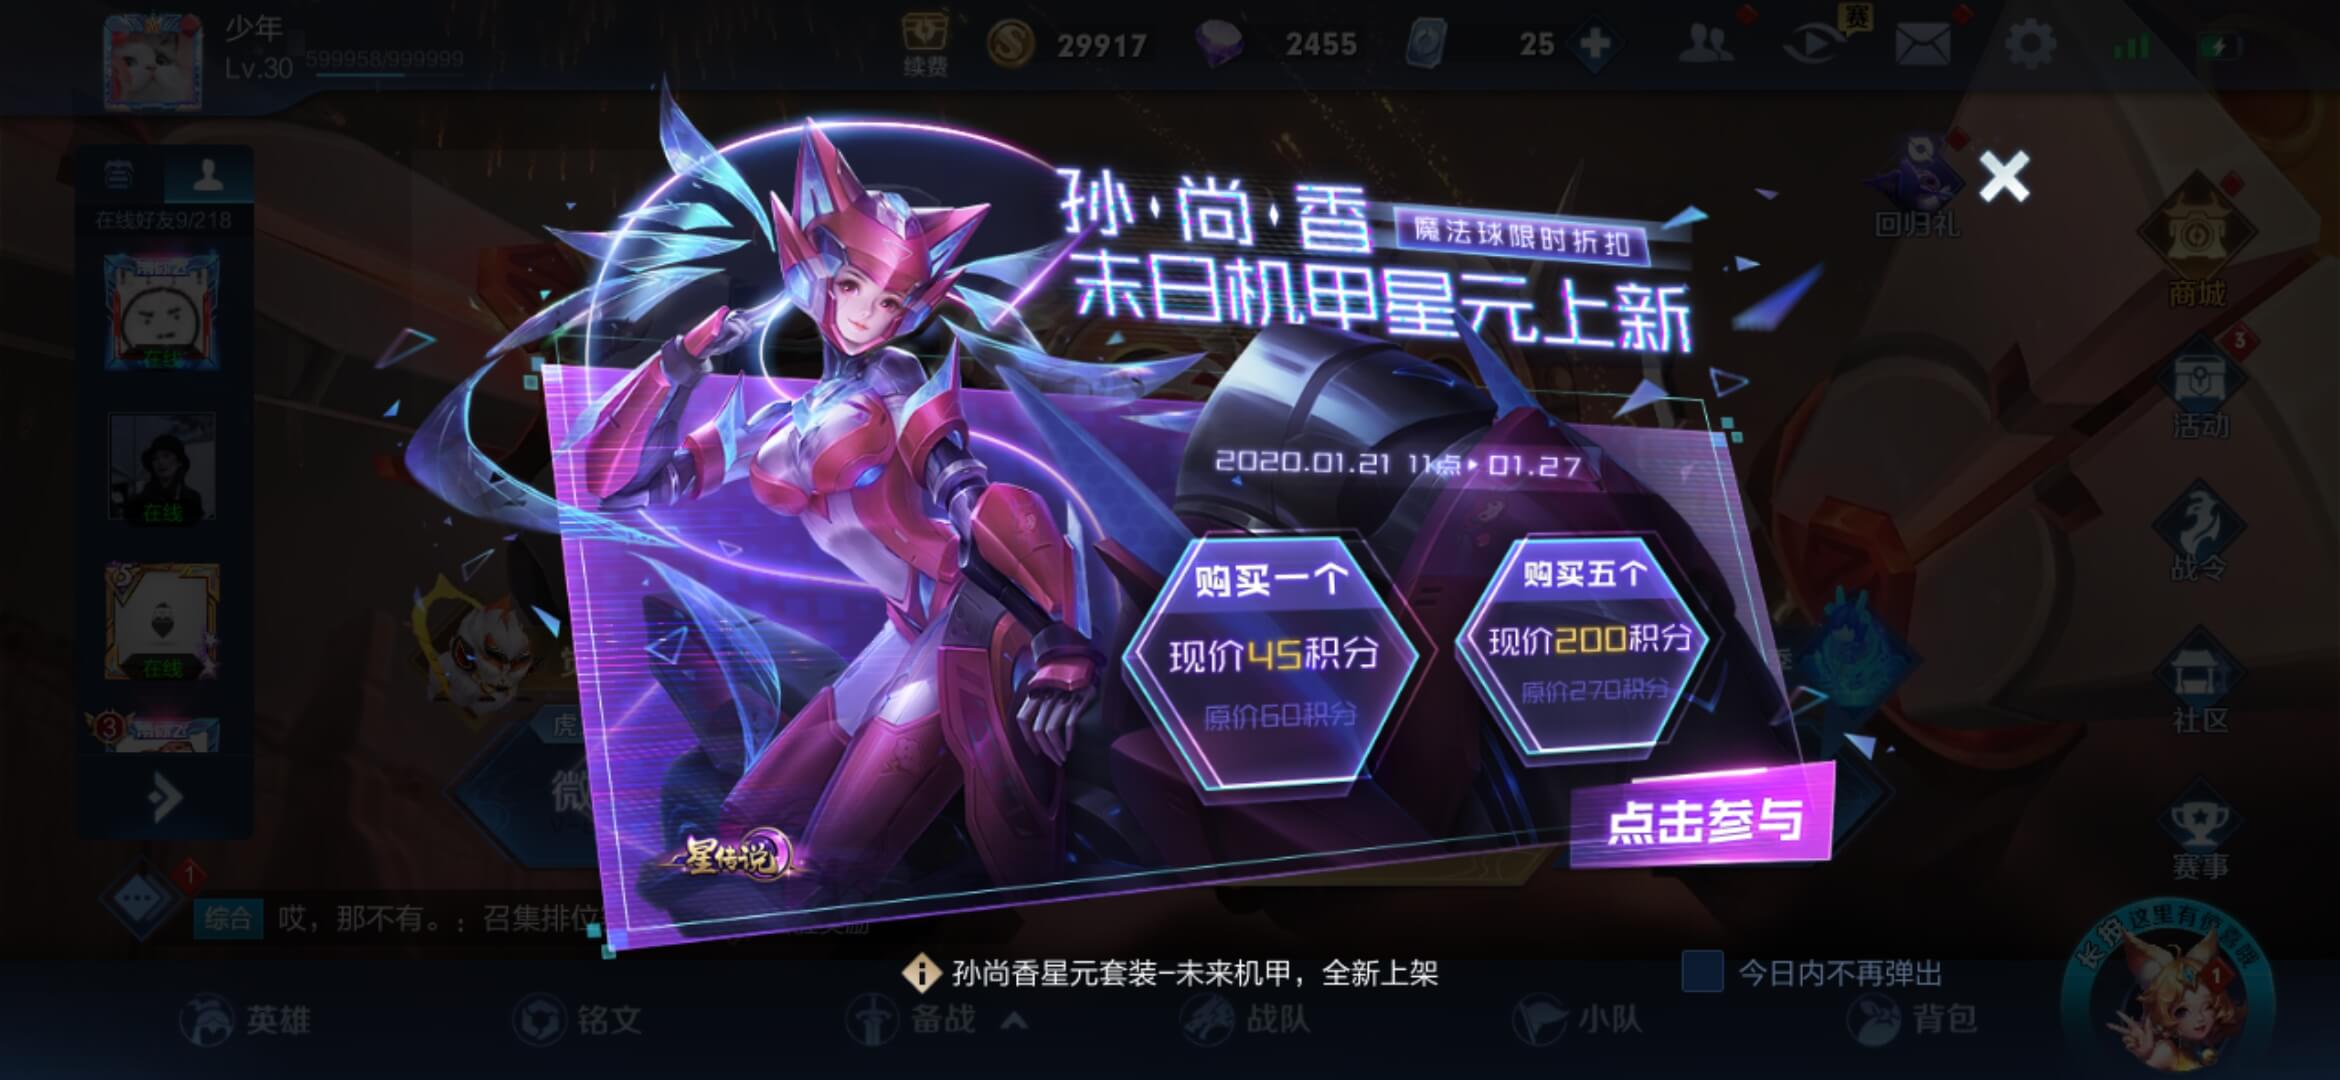 少年
Lv.30 599958/999999
续费
29917
2455
25
赛
在线好友9/218
在线
在线
5
在线
3
回归礼
商城
3
活动
战令
社区
赛事
孙·尚·香
魔法球限时折扣
末日机甲星元上新
2020.01.21 11点▸01.27
购买一个
现价45积分
原价60积分
购买五个
现价200积分
原价270积分
点击参与
星传说
虎
微
1
综合 哎，那不有。：召集排位
孙尚香星元套装-未来机甲，全新上架
今日内不再弹出
长按这里有
1
英雄
铭文
备战
战队
小队
背包